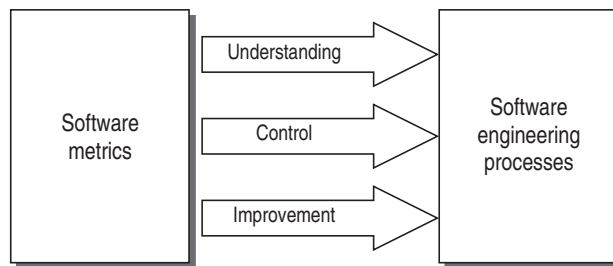 Software
metrics
Understanding
Control
Improvement
Software
engineering
processes